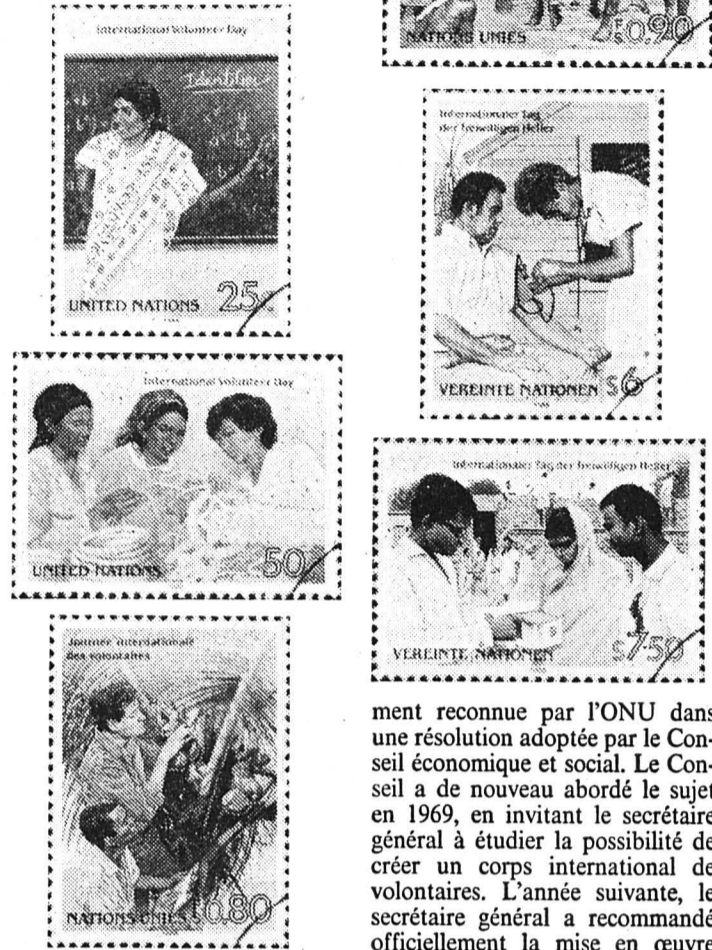 International Volunteer Day
UNITED NATIONS 25c
International Volunteer Day
UNITED NATIONS 50
Journée internationale
des volontaires
NATIONS UNIES 0.80
NATIONS UNIES 0.90
Internationaler Tag
der freiwilligen Helfer
VEREINTE NATIONEN S6
Internationaler Tag der freiwilligen Helfer
VEREINTE NATIONEN S7.50
ment reconnue par l'ONU dans
une résolution adoptée par le Con-
seil économique et social. Le Con-
seil a de nouveau abordé le sujet
en 1969, en invitant le secrétaire
général à étudier la possibilité de
créer un corps international de
volontaires. L'année suivante, le
secrétaire général a recommandé
officiellement la mise en œuvre